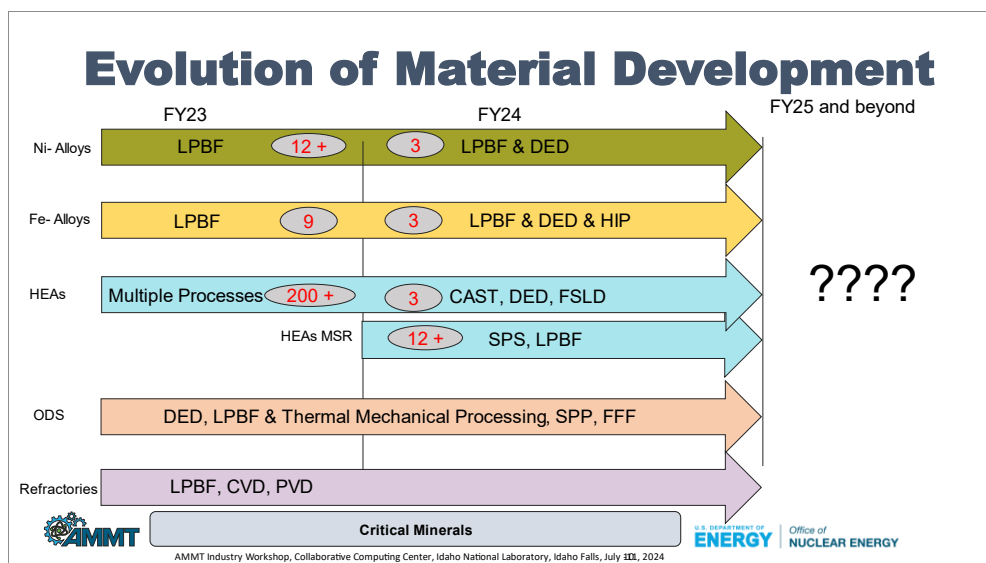 Evolution of Material Development
FY23
FY24
FY25 and beyond
Ni- Alloys
LPBF
12 +
3
LPBF & DED
Fe- Alloys
LPBF
9
3
LPBF & DED & HIP
HEAs
Multiple Processes
200 +
3
CAST, DED, FSLD
????
HEAs MSR
12 +
SPS, LPBF
ODS
DED, LPBF & Thermal Mechanical Processing, SPP, FFF
Refractories
LPBF, CVD, PVD
Critical Minerals
AMMT
U.S. DEPARTMENT OF
ENERGY
Office of
NUCLEAR ENERGY
AMMT Industry Workshop, Collaborative Computing Center, Idaho National Laboratory, Idaho Falls, July , 2024